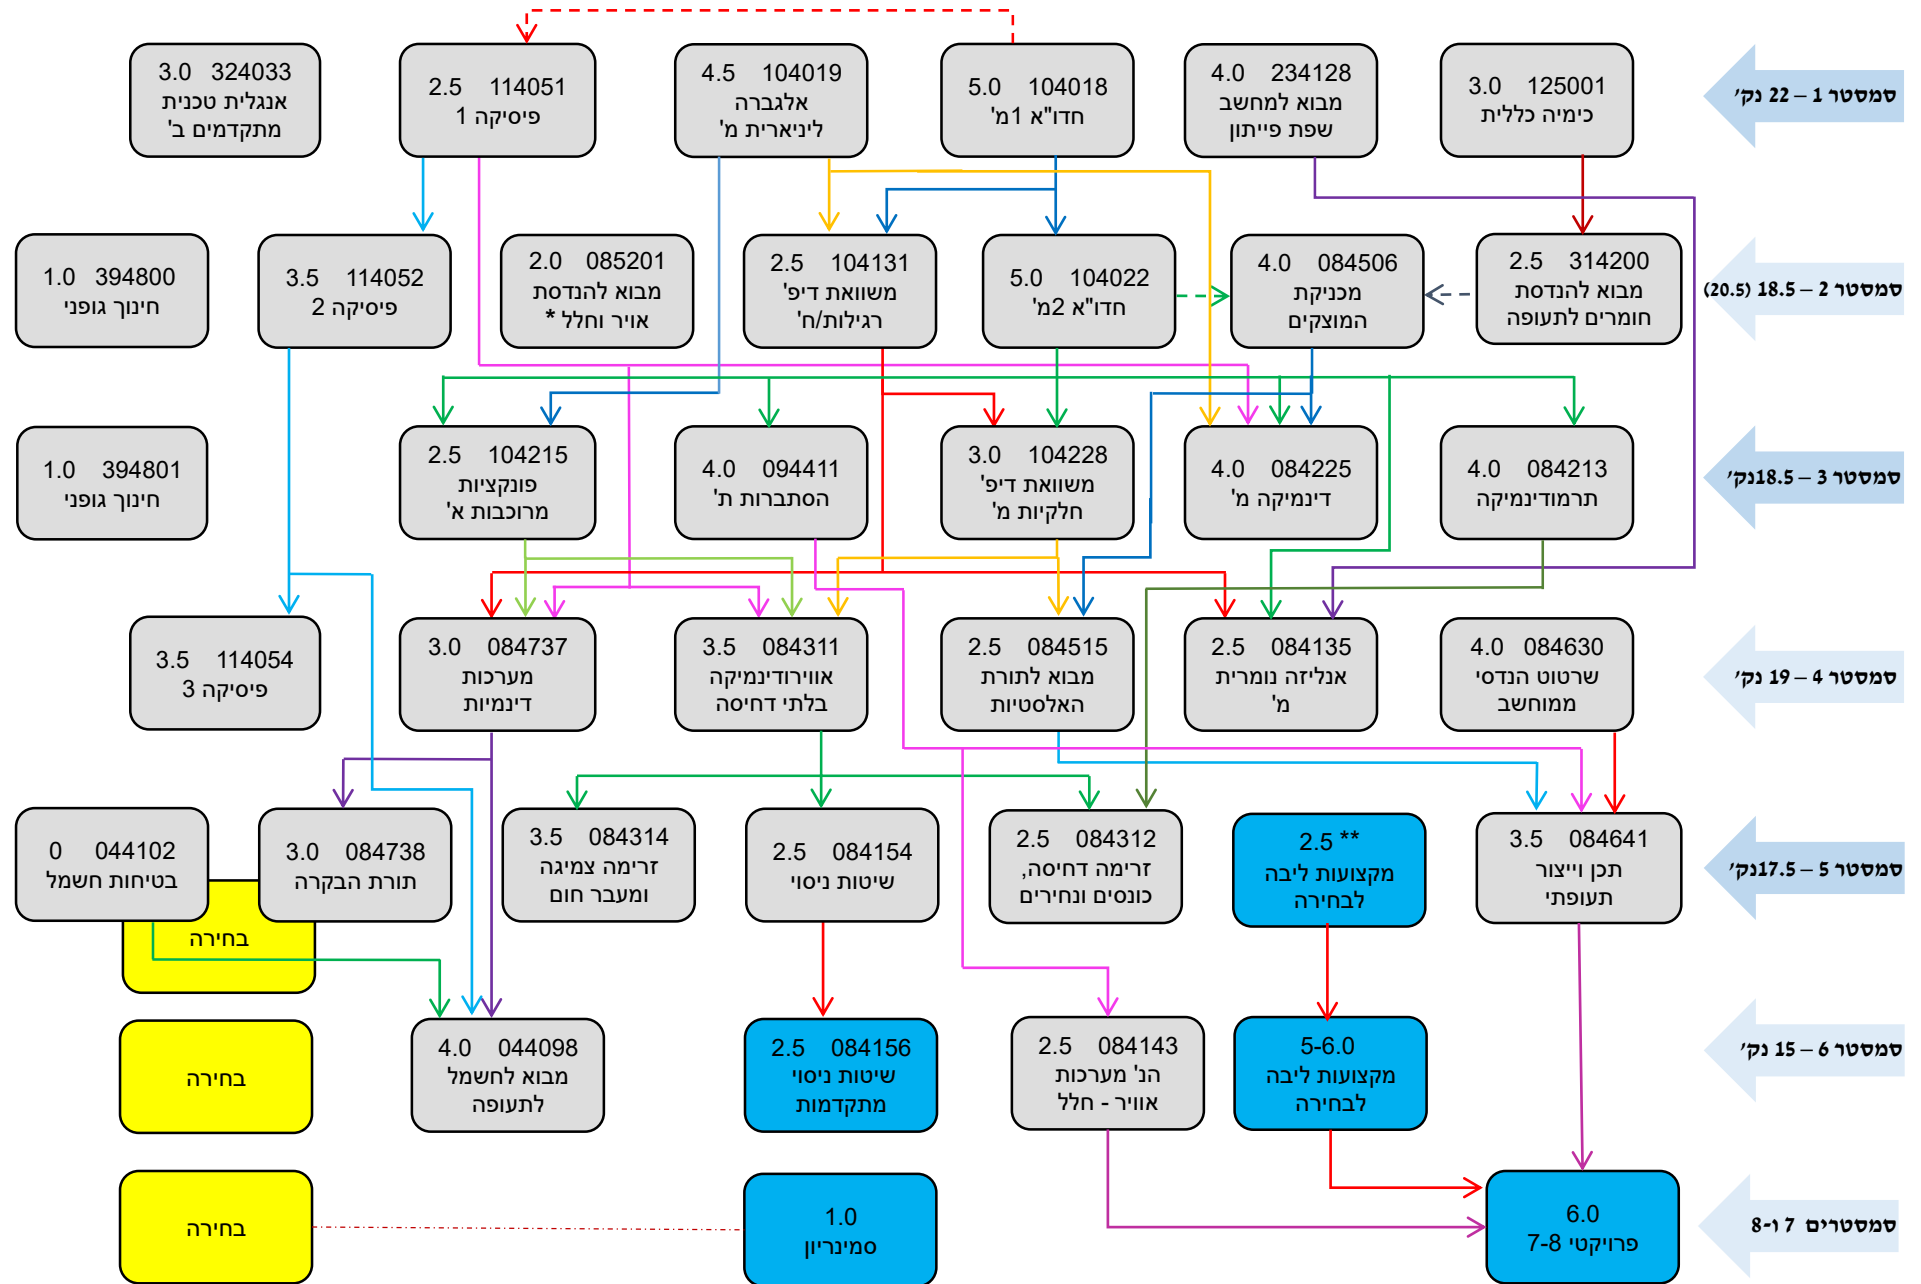 סמסטר 1 – 22 נק'
3.0 125001
כימיה כללית
4.0 234128
מבוא למחשב
שפת פייתון
5.0 104018
חדו"א 1מ'
4.5 104019
אלגברה
ליניארית מ'
2.5 114051
פיסיקה 1
3.0 324033
אנגלית טכנית
מתקדמים ב'
סמסטר 2 – 18.5 (20.5)
2.5 314200
מבוא להנדסת
חומרים לתעופה
4.0 084506
מכניקת
המוצקים
5.0 104022
חדו"א 2מ'
2.5 104131
משוואת דיפ'
רגילות/ח'
2.0 085201
מבוא להנדסת
אויר וחלל *
3.5 114052
פיסיקה 2
1.0 394800
חינוך גופני
סמסטר 3 – 18.5נק'
4.0 084213
תרמודינמיקה
4.0 084225
דינמיקה מ'
3.0 104228
משוואת דיפ'
חלקיות מ'
4.0 094411
הסתברות ת'
2.5 104215
פונקציות
מרוכבות א'
1.0 394801
חינוך גופני
סמסטר 4 – 19 נק'
4.0 084630
שרטוט הנדסי
ממוחשב
2.5 084135
אנליזה נומרית
מ'
2.5 084515
מבוא לתורת
האלסטיות
3.5 084311
אווירודינמיקה
בלתי דחיסה
3.0 084737
מערכות
דינמיות
3.5 114054
פיסיקה 3
סמסטר 5 – 17.5נק'
3.5 084641
תכן וייצור
תעופתי
2.5 **
מקצועות ליבה
לבחירה
2.5 084312
זרימה דחיסה,
כונסים ונחירים
2.5 084154
שיטות ניסוי
3.5 084314
זרימה צמיגה
ומעבר חום
3.0 084738
תורת הבקרה
0 044102
בטיחות חשמל
בחירה
סמסטר 6 – 15 נק'
5-6.0
מקצועות ליבה
לבחירה
2.5 084143
הנ' מערכות
אוויר - חלל
2.5 084156
שיטות ניסוי
מתקדמות
4.0 044098
מבוא לחשמל
לתעופה
בחירה
סמסטרים 7 ו-8
6.0
פרויקטי 7-8
1.0
סמינריון
בחירה